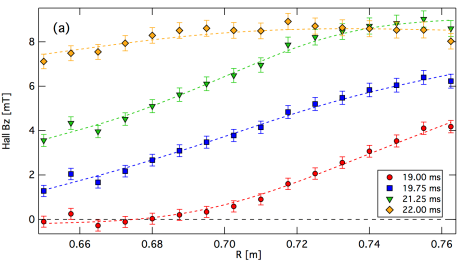 (a)
8
6
4
2
0
Hall Bz [mT]
0.66 0.68 0.70 0.72 0.74 0.76
R [m]
19.00 ms
19.75 ms
21.25 ms
22.00 ms